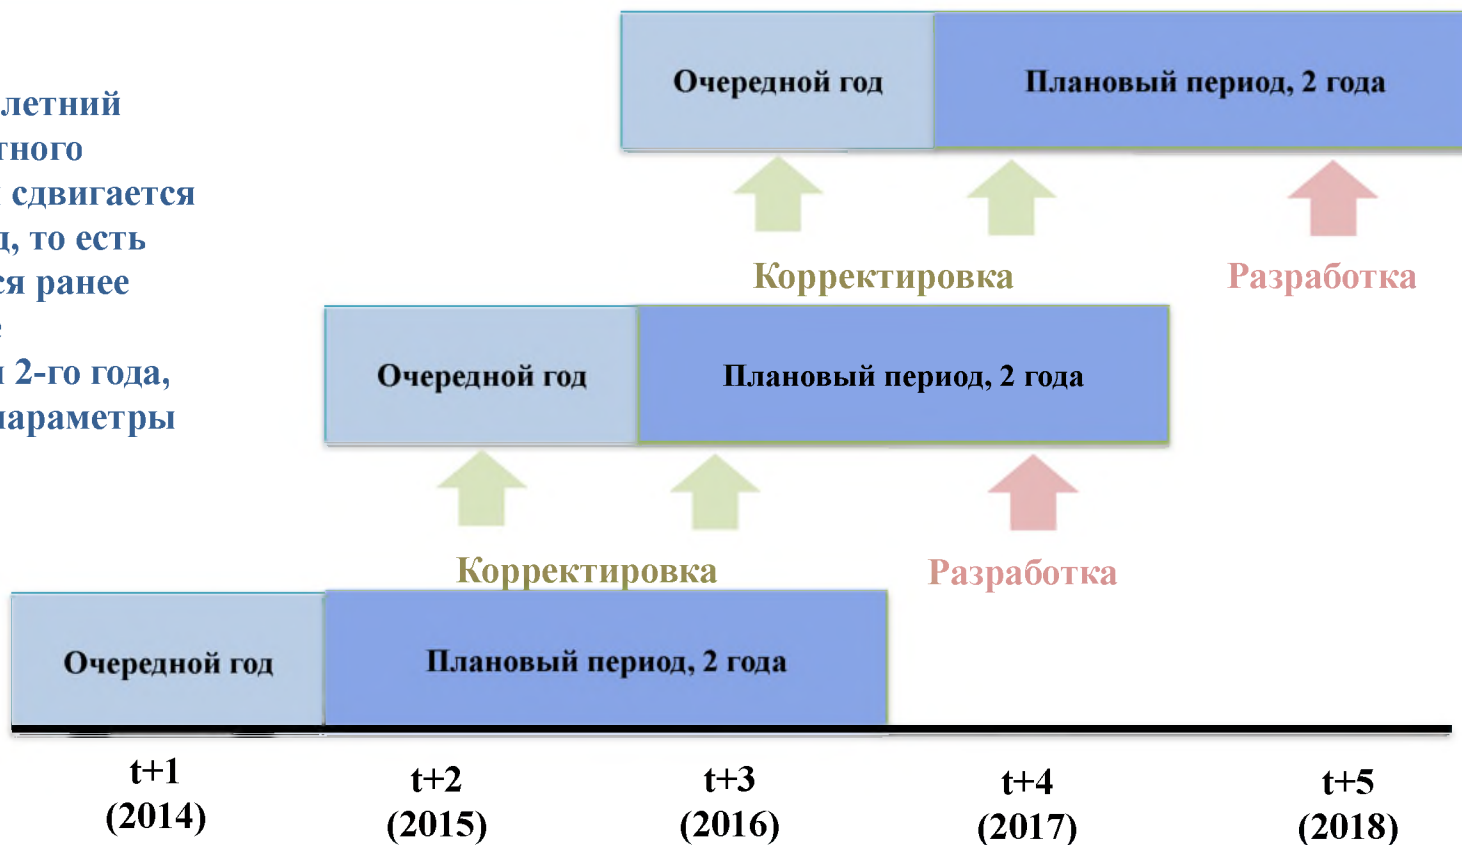 Очередной год
Плановый период, 2 года
летний
тного
сдвигается
, то есть
ся ранее
2-го года,
параметры
Корректировка
Разработка
Очередной год
Плановый период, 2 года
Корректировка
Разработка
Очередной год
Плановый период, 2 года
t+1
(2014)
t+2
(2015)
t+3
(2016)
t+4
(2017)
t+5
(2018)